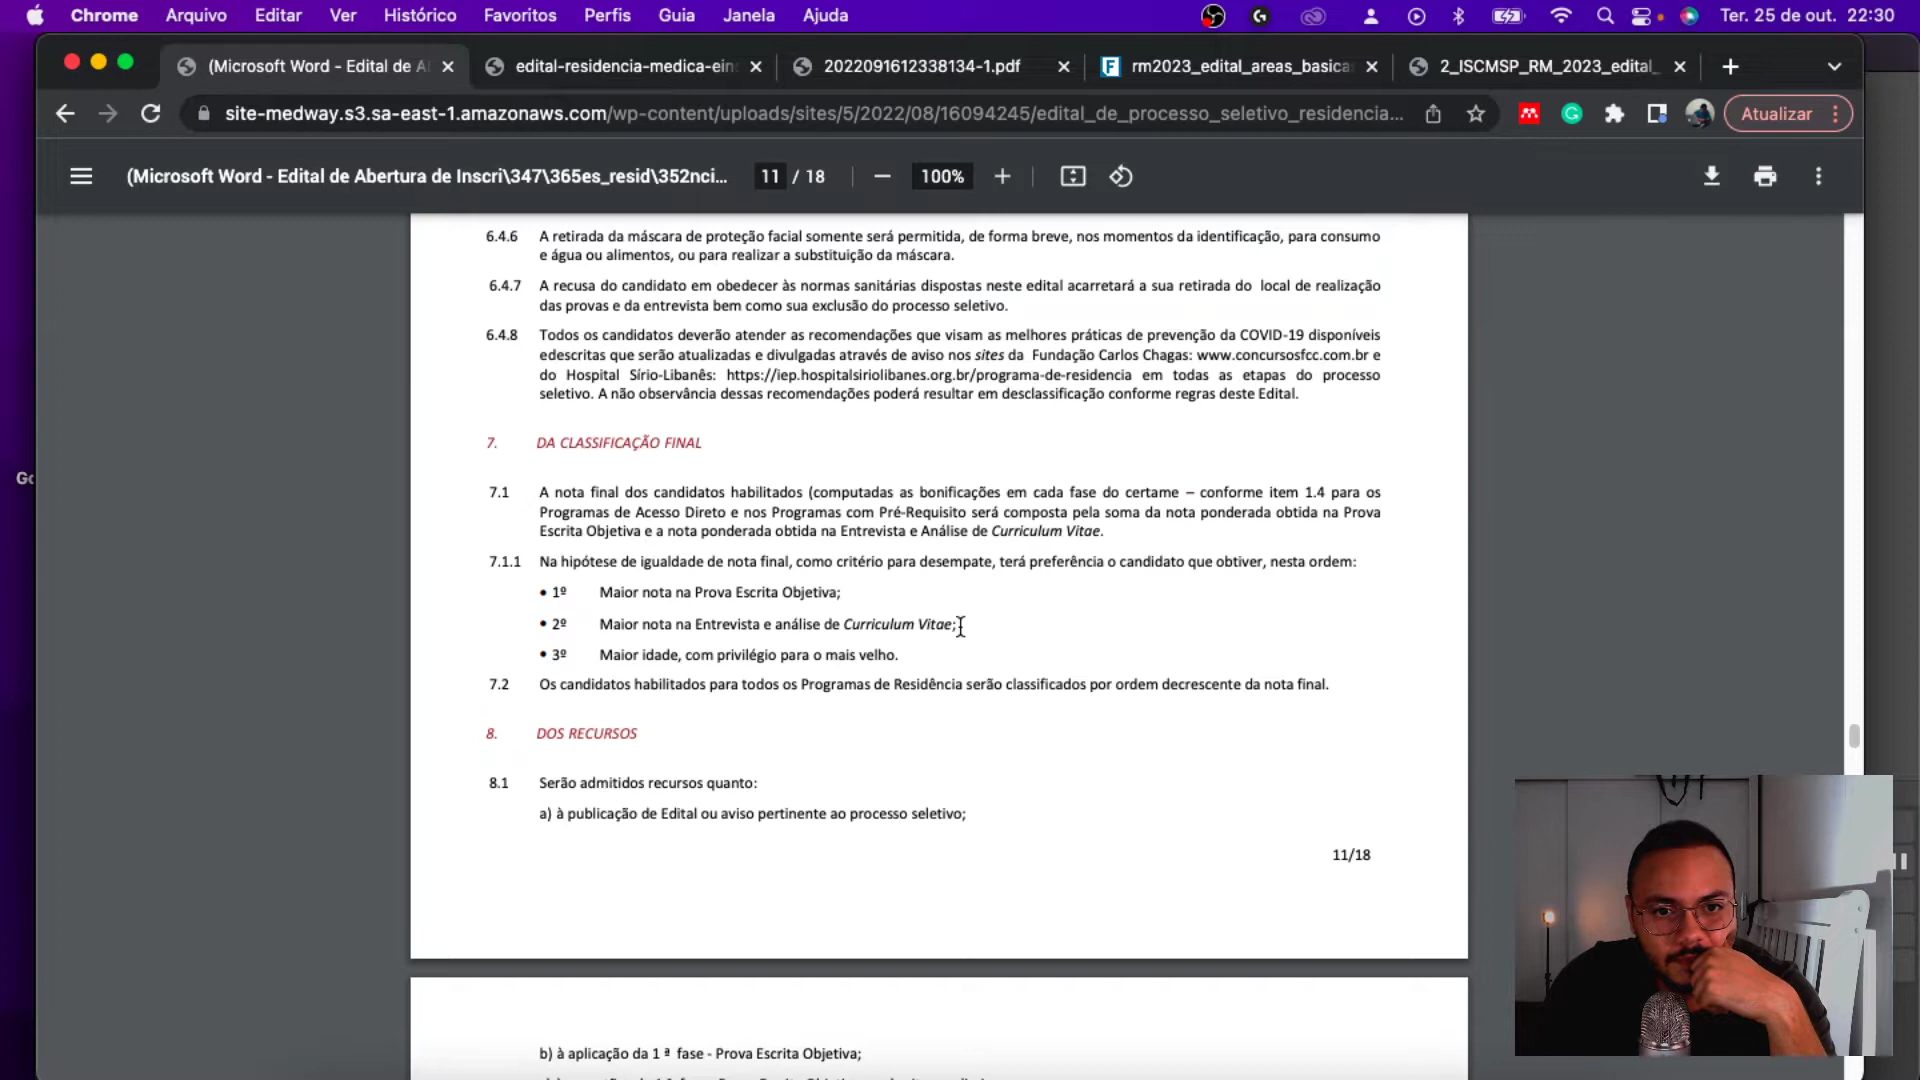 Chrome Arquivo Editar Ver Histórico Favoritos Perfis Guia Janela Ajuda Ter. 25 de out. 22:30
(Microsoft Word - Edital de A edital-residencia-medica-ein 2022091612338134-1.pdf rm2023_edital_areas_basica 2_ISCMSP_RM_2023_edital_
site-medway.s3.sa-east-1.amazonaws.com/wp-content/uploads/sites/5/2022/08/16094245/edital_de_processo_seletivo_residencia... Atualizar
(Microsoft Word - Edital de Abertura de Inscri\347\365es_resid\352nci... 11 / 18 100%
6.4.6 A retirada da máscara de proteção facial somente será permitida, de forma breve, nos momentos da identificação, para consumo
e água ou alimentos, ou para realizar a substituição da máscara.
6.4.7 A recusa do candidato em obedecer às normas sanitárias dispostas neste edital acarretará a sua retirada do local de realização
das provas e da entrevista bem como sua exclusão do processo seletivo.
6.4.8 Todos os candidatos deverão atender as recomendações que visam as melhores práticas de prevenção da COVID-19 disponíveis
edescritas que serão atualizadas e divulgadas através de aviso nos sites da Fundação Carlos Chagas: www.concursosfcc.com.br e
do Hospital Sírio-Libanês: https://iep.hospitalsiriolibanes.org.br/programa-de-residencia em todas as etapas do processo
seletivo. A não observância dessas recomendações poderá resultar em desclassificação conforme regras deste Edital.
7. DA CLASSIFICAÇÃO FINAL
Go
7.1 A nota final dos candidatos habilitados (computadas as bonificações em cada fase do certame – conforme item 1.4 para os
Programas de Acesso Direto e nos Programas com Pré-Requisito será composta pela soma da nota ponderada obtida na Prova
Escrita Objetiva e a nota ponderada obtida na Entrevista e Análise de Curriculum Vitae.
7.1.1 Na hipótese de igualdade de nota final, como critério para desempate, terá preferência o candidato que obtiver, nesta ordem:
• 1º Maior nota na Prova Escrita Objetiva;
• 2º Maior nota na Entrevista e análise de Curriculum Vitae;
• 3º Maior idade, com privilégio para o mais velho.
7.2 Os candidatos habilitados para todos os Programas de Residência serão classificados por ordem decrescente da nota final.
8. DOS RECURSOS
8.1 Serão admitidos recursos quanto:
a) à publicação de Edital ou aviso pertinente ao processo seletivo;
11/18
b) à aplicação da 1 ª fase - Prova Escrita Objetiva;